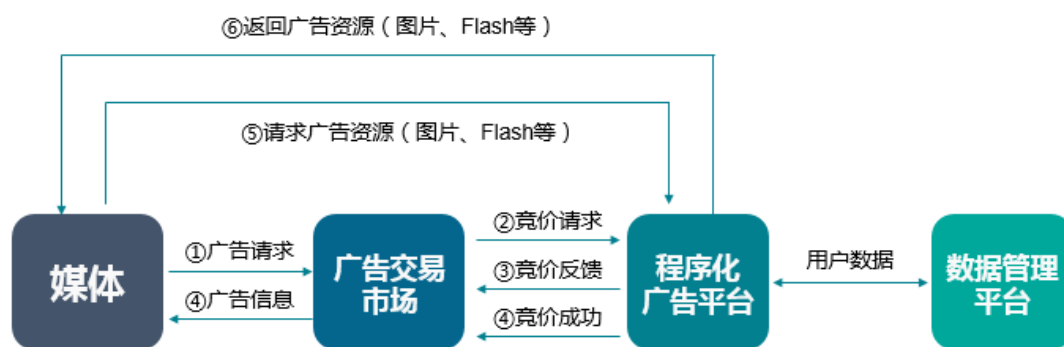 ⑥返回广告资源（图片、Flash等）
⑤请求广告资源（图片、Flash等）
媒体
①广告请求
④广告信息
广告交易
市场
②竞价请求
③竞价反馈
④竞价成功
程序化
广告平台
用户数据
数据管理
平台